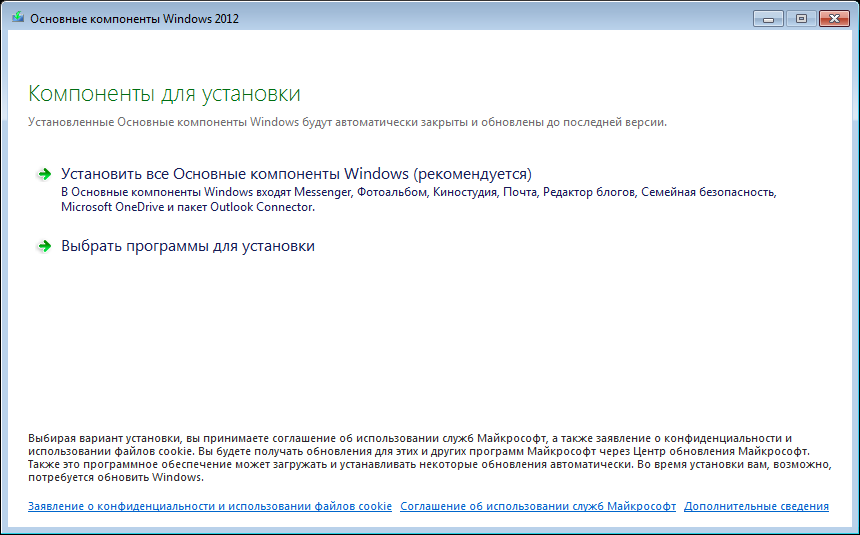 Основные компоненты Windows 2012
Компоненты для установки
Установленные Основные компоненты Windows будут автоматически закрыты и обновлены до последней версии.
Установить все Основные компоненты Windows (рекомендуется)
В Основные компоненты Windows входят Messenger, Фотоальбом, Киностудия, Почта, Редактор блогов, Семейная безопасность,
Microsoft OneDrive и пакет Outlook Connector.
Выбрать программы для установки
Выбирая вариант установки, вы принимаете соглашение об использовании служб Майкрософт, а также заявление о конфиденциальности и
использовании файлов cookie. Вы будете получать обновления для этих и других программ Майкрософт через Центр обновления Майкрософт.
Также это программное обеспечение может загружать и устанавливать некоторые обновления автоматически. Во время установки вам, возможно,
потребуется обновить Windows.
Заявление о конфиденциальности и использовании файлов cookie Соглашение об использовании служб Майкрософт Дополнительные сведения